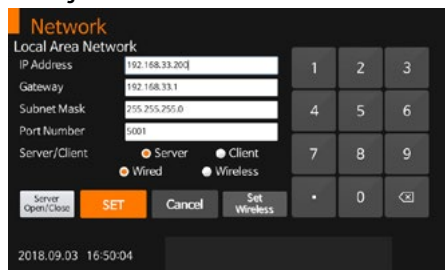 Network
Local Area Network
IP Address 192.168.33.200 1 2 3
Gateway 192.168.33.1
Subnet Mask 255.255.255.0 4 5 6
Port Number 5001
Server/Client Server Client 7 8 9
Wired Wireless
Server Open/Close SET Cancel Set Wireless . 0
2018.09.03 16:50:04